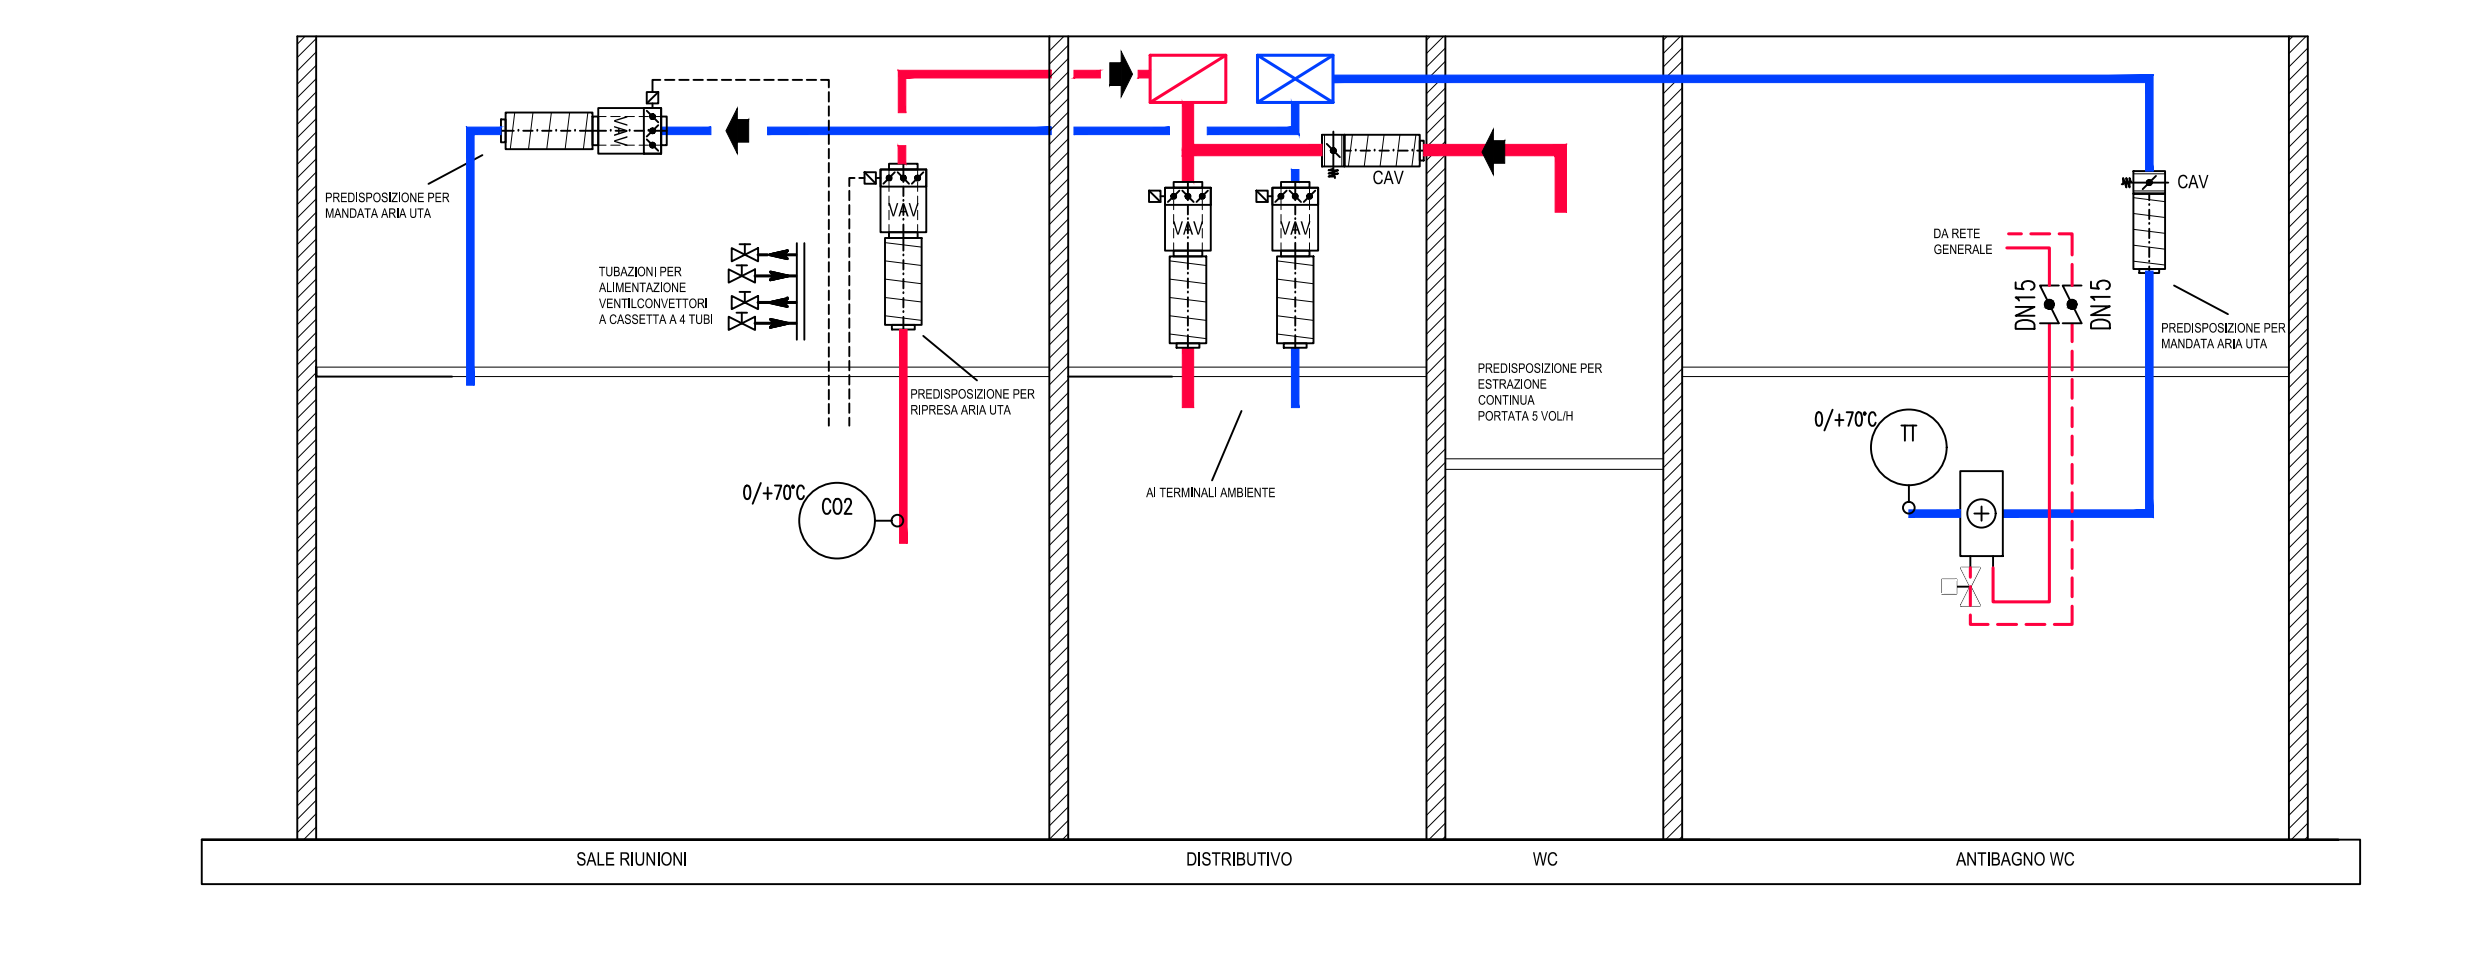 PREDISPOSIZIONE PER
MANDATA ARIA UTA
VAV
TUBAZIONI PER
ALIMENTAZIONE
VENTILCONVETTORI
A CASSETTA A 4 TUBI
VAV
PREDISPOSIZIONE PER
RIPRESA ARIA UTA
0/+70°C
CO2
VAV
VAV
CAV
AI TERMINALI AMBIENTE
PREDISPOSIZIONE PER
ESTRAZIONE
CONTINUA
PORTATA 5 VOL/H
CAV
DA RETE
GENERALE
DN15
DN15
PREDISPOSIZIONE PER
MANDATA ARIA UTA
0/+70°C
TT
SALE RIUNIONI
DISTRIBUTIVO
WC
ANTIBAGNO WC